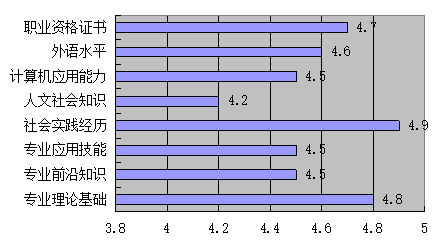 职业资格证书 4.7
外语水平 4.6
计算机应用能力 4.5
人文社会知识 4.2
社会实践经历 4.9
专业应用技能 4.5
专业前沿知识 4.5
专业理论基础 4.8
3.8 4 4.2 4.4 4.6 4.8 5